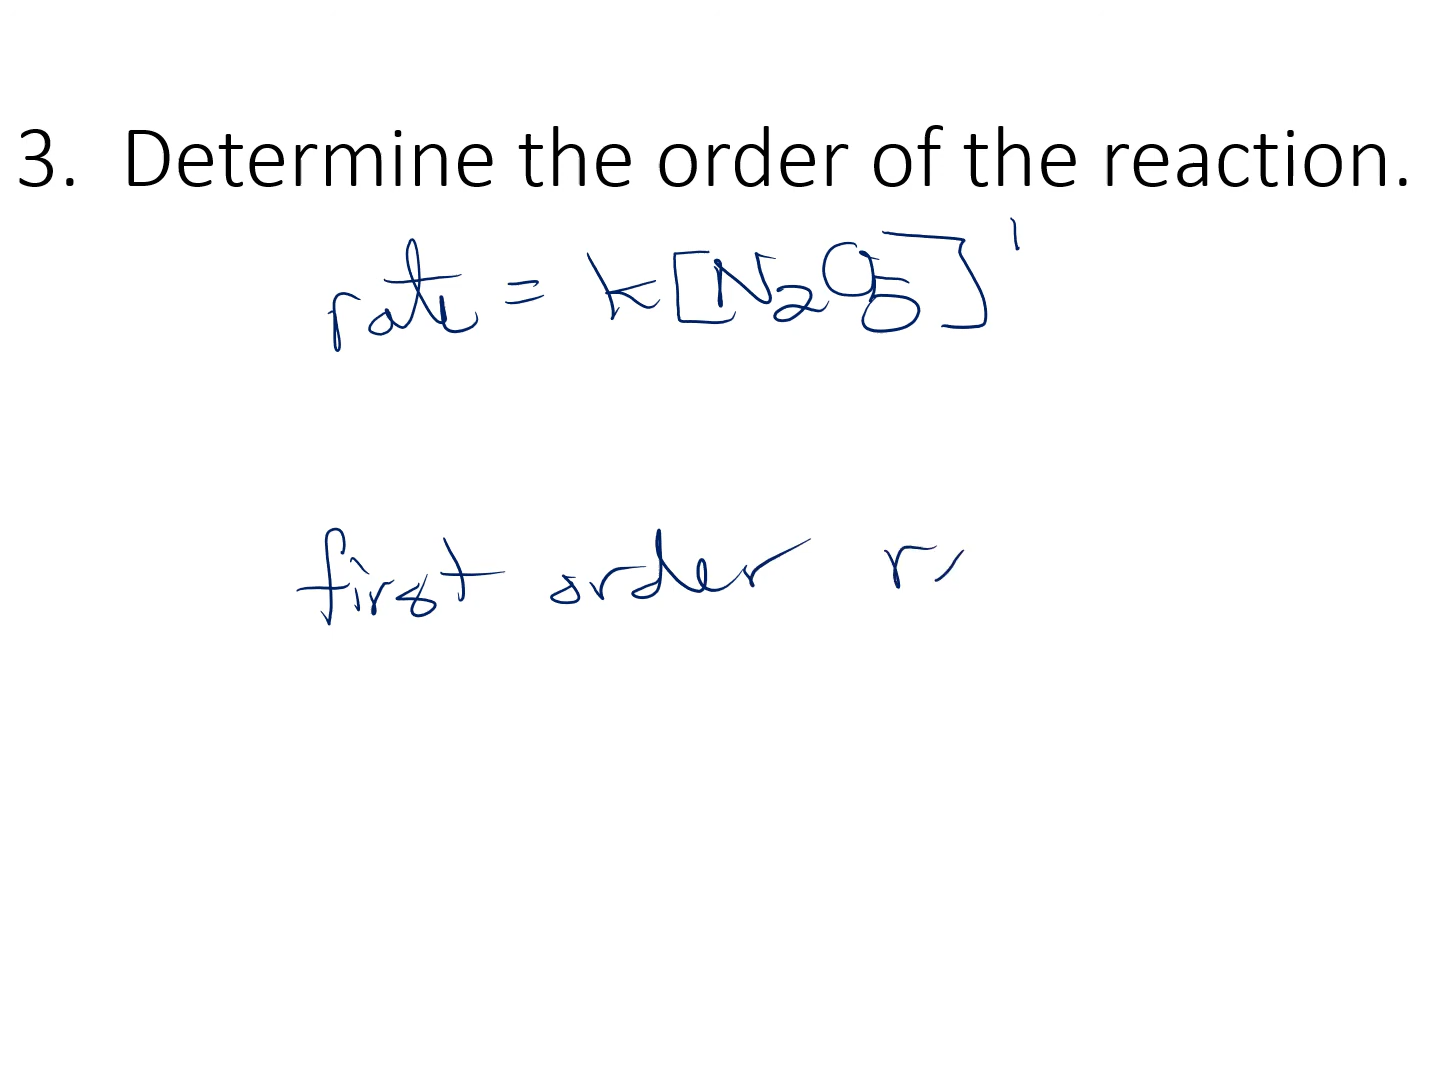 3. Determine the order of the reaction.
rate = k[N₂O₅]¹
first order r